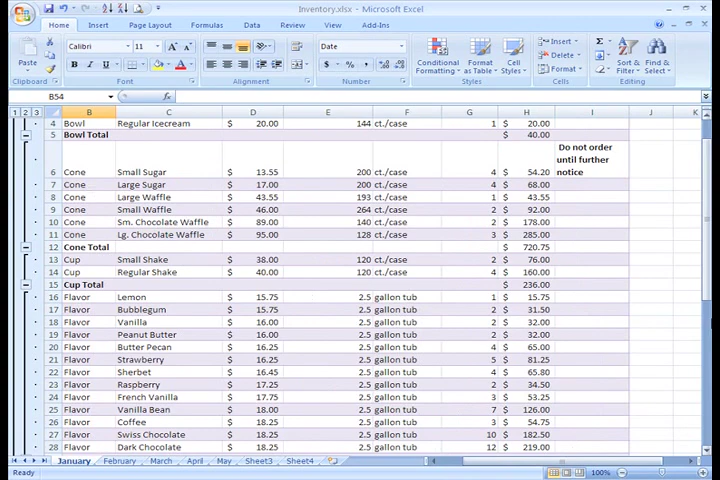 Inventory.xlsx - Microsoft Excel
Home Insert Page Layout Formulas Data Review View Add-Ins
Calibri 11 Date Insert
Paste Conditional Formatting Format as Table Cell Styles Delete Sort & Filter Find & Select
Format
Clipboard Font Alignment Number Styles Cells Editing
B54 fx
1 2 3 B C D E F G H I J K
4 Bowl Regular Icecream $ 20.00 144 ct./case 1 $ 20.00
5 Bowl Total $ 40.00
6 Cone Small Sugar $ 13.55 200 ct./case 4 $ 54.20 Do not order until further notice
7 Cone Large Sugar $ 17.00 200 ct./case 4 $ 68.00
8 Cone Large Waffle $ 43.55 193 ct./case 1 $ 43.55
9 Cone Small Waffle $ 46.00 264 ct./case 2 $ 92.00
10 Cone Sm. Chocolate Waffle $ 89.00 140 ct./case 2 $ 178.00
11 Cone Lg. Chocolate Waffle $ 95.00 128 ct./case 3 $ 285.00
12 Cone Total $ 720.75
13 Cup Small Shake $ 38.00 120 ct./case 2 $ 76.00
14 Cup Regular Shake $ 40.00 120 ct./case 4 $ 160.00
15 Cup Total $ 236.00
16 Flavor Lemon $ 15.75 2.5 gallon tub 1 $ 15.75
17 Flavor Bubblegum $ 15.75 2.5 gallon tub 2 $ 31.50
18 Flavor Vanilla $ 16.00 2.5 gallon tub 2 $ 32.00
19 Flavor Peanut Butter $ 16.00 2.5 gallon tub 2 $ 32.00
20 Flavor Butter Pecan $ 16.25 2.5 gallon tub 4 $ 65.00
21 Flavor Strawberry $ 16.25 2.5 gallon tub 5 $ 81.25
22 Flavor Sherbet $ 16.45 2.5 gallon tub 4 $ 65.80
23 Flavor Raspberry $ 17.25 2.5 gallon tub 2 $ 34.50
24 Flavor French Vanilla $ 17.75 2.5 gallon tub 3 $ 53.25
25 Flavor Vanilla Bean $ 18.00 2.5 gallon tub 7 $ 126.00
26 Flavor Coffee $ 18.25 2.5 gallon tub 3 $ 54.75
27 Flavor Swiss Chocolate $ 18.25 2.5 gallon tub 10 $ 182.50
28 Flavor Dark Chocolate $ 18.25 2.5 gallon tub 12 $ 219.00
January February March April May Sheet3 Sheet4
Ready 100%